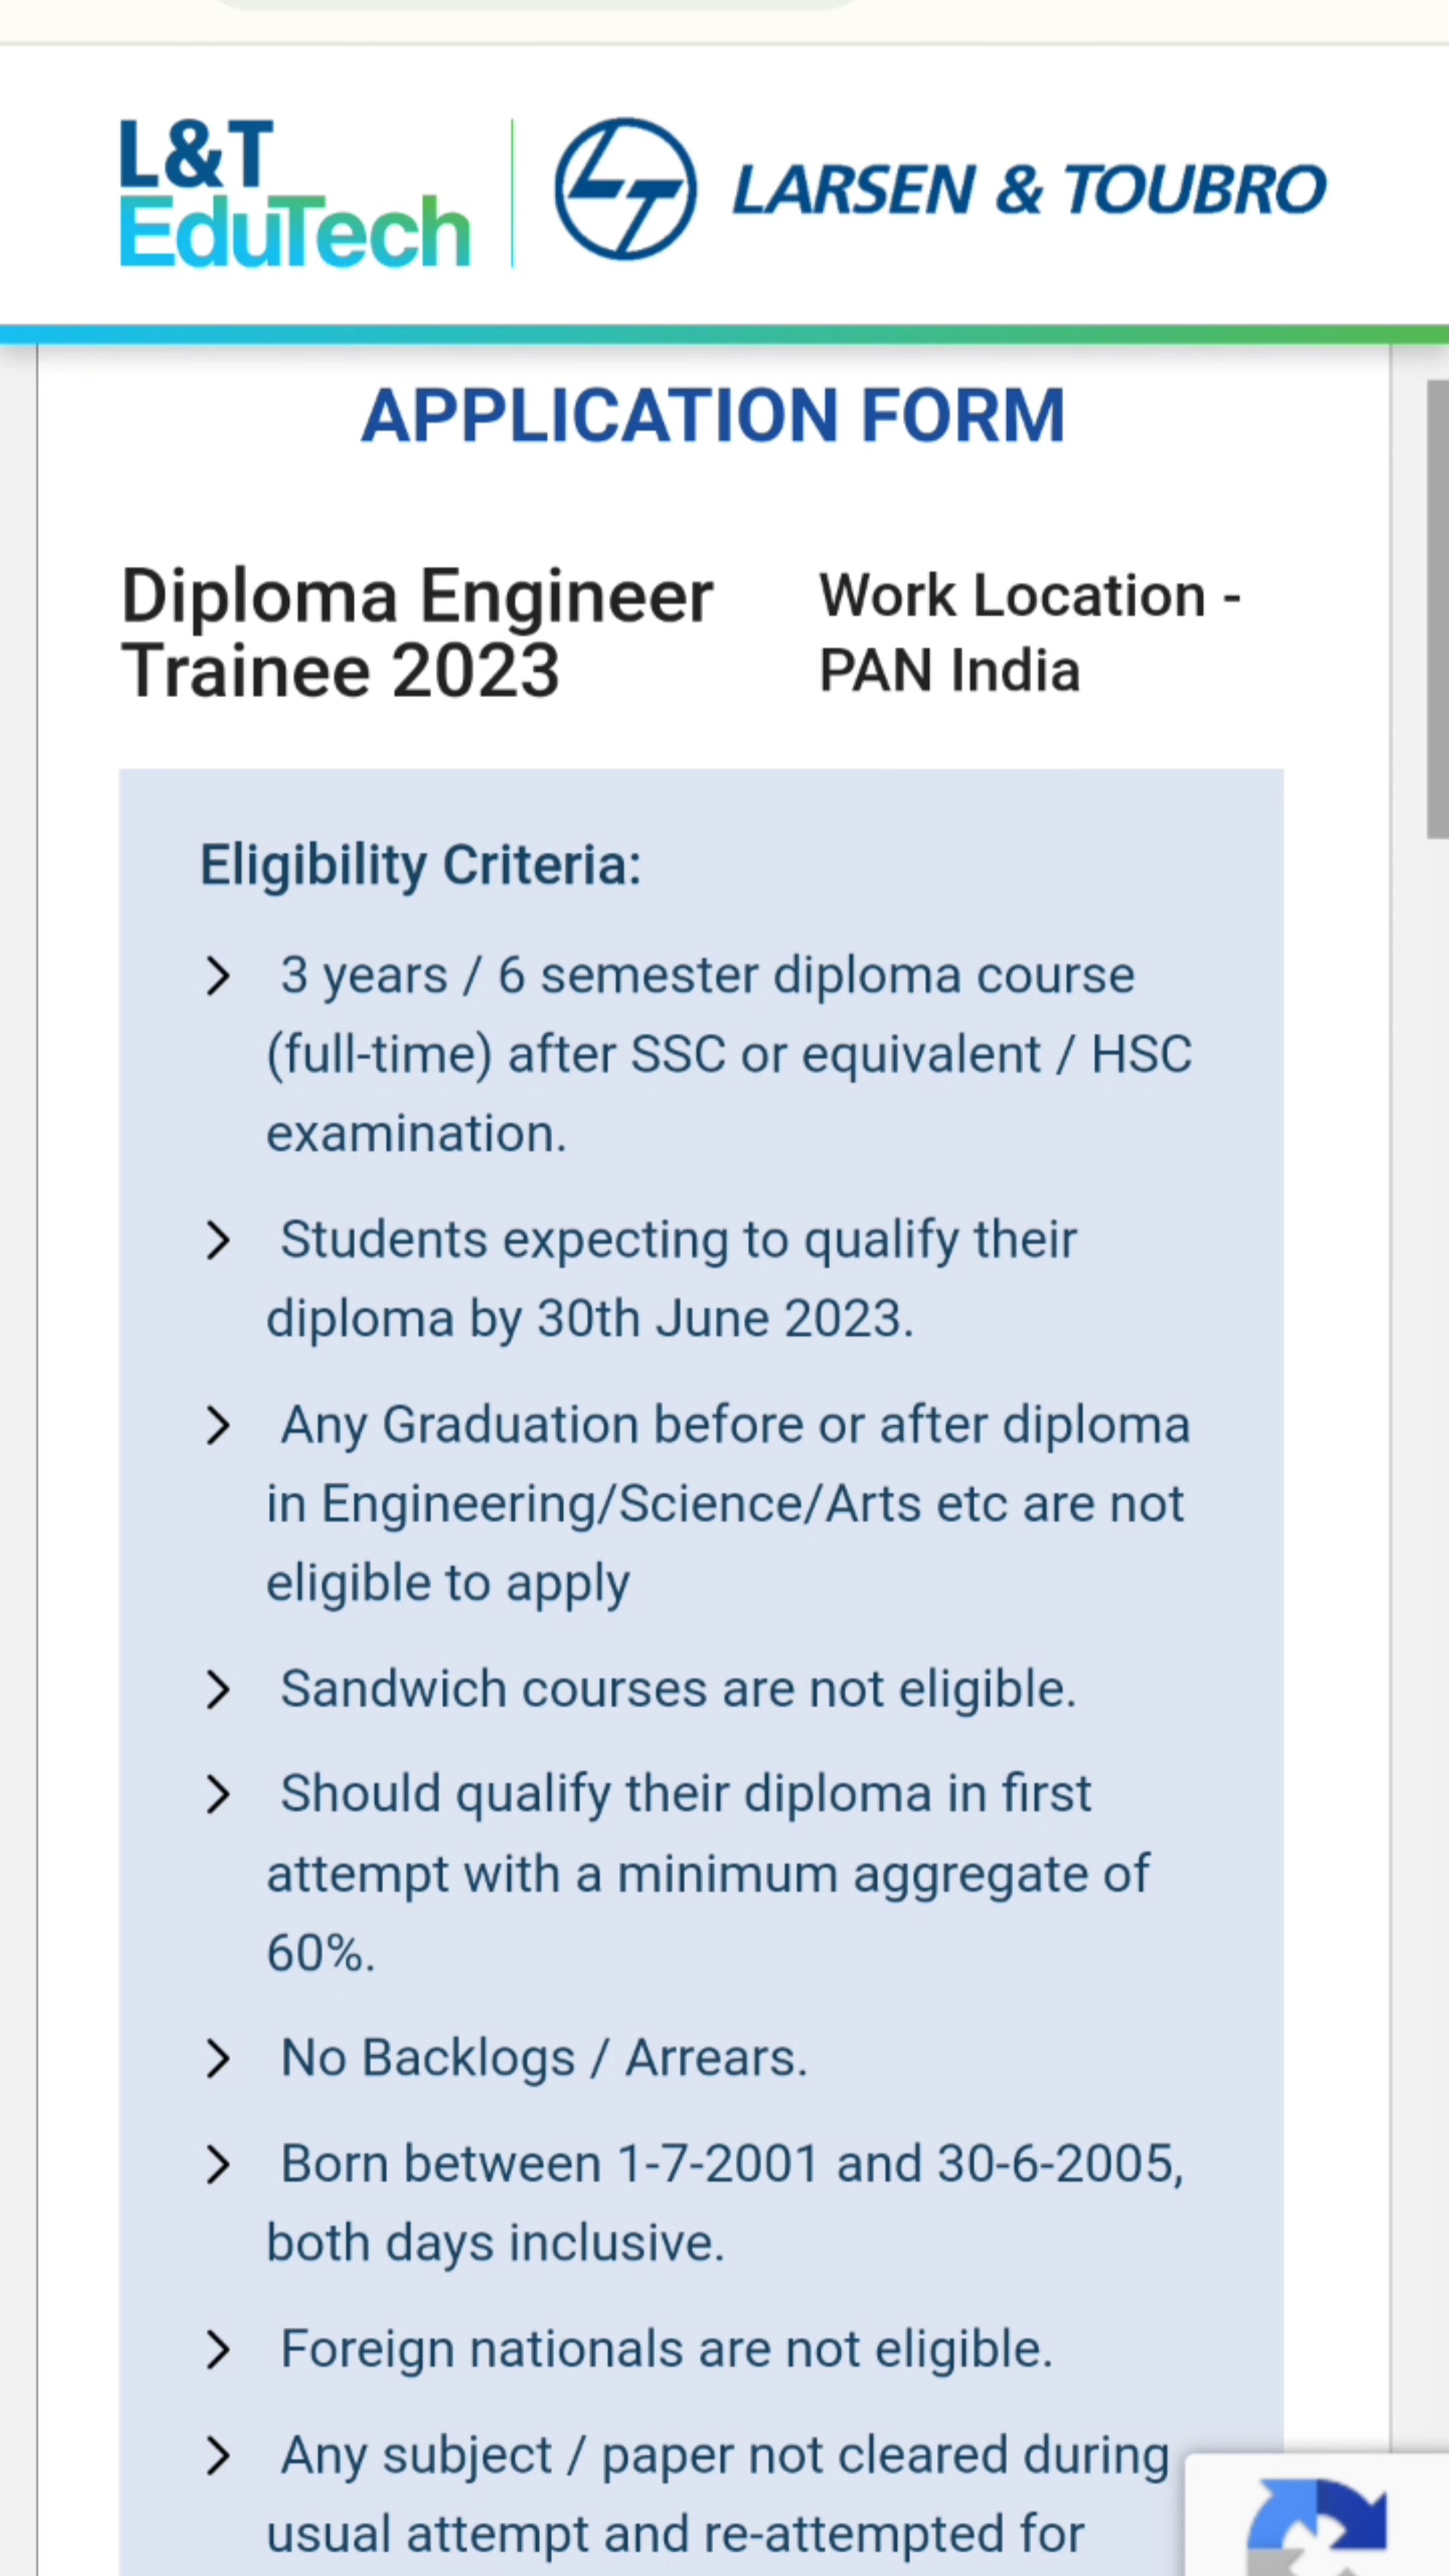 L&T
EduTech
LARSEN & TOUBRO
APPLICATION FORM
Diploma Engineer
Trainee 2023
Work Location -
PAN India
Eligibility Criteria:
3 years / 6 semester diploma course
(full-time) after SSC or equivalent / HSC
examination.
Students expecting to qualify their
diploma by 30th June 2023.
Any Graduation before or after diploma
in Engineering/Science/Arts etc are not
eligible to apply
Sandwich courses are not eligible.
Should qualify their diploma in first
attempt with a minimum aggregate of
60%.
No Backlogs / Arrears.
Born between 1-7-2001 and 30-6-2005,
both days inclusive.
Foreign nationals are not eligible.
Any subject / paper not cleared during
usual attempt and re-attempted for